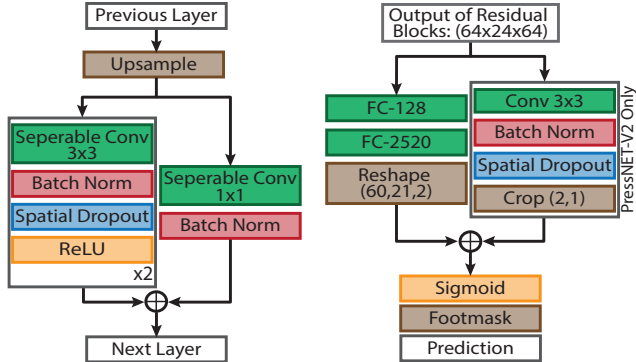 Previous Layer
Upsample
Seperable Conv
3x3
Batch Norm
Spatial Dropout
ReLU
x2
Seperable Conv
1x1
Batch Norm
Next Layer
Output of Residual
Blocks: (64x24x64)
FC-128
FC-2520
Reshape
(60,21,2)
Conv 3x3
Batch Norm
Spatial Dropout
Crop (2,1)
PressNET-V2 Only
Sigmoid
Footmask
Prediction